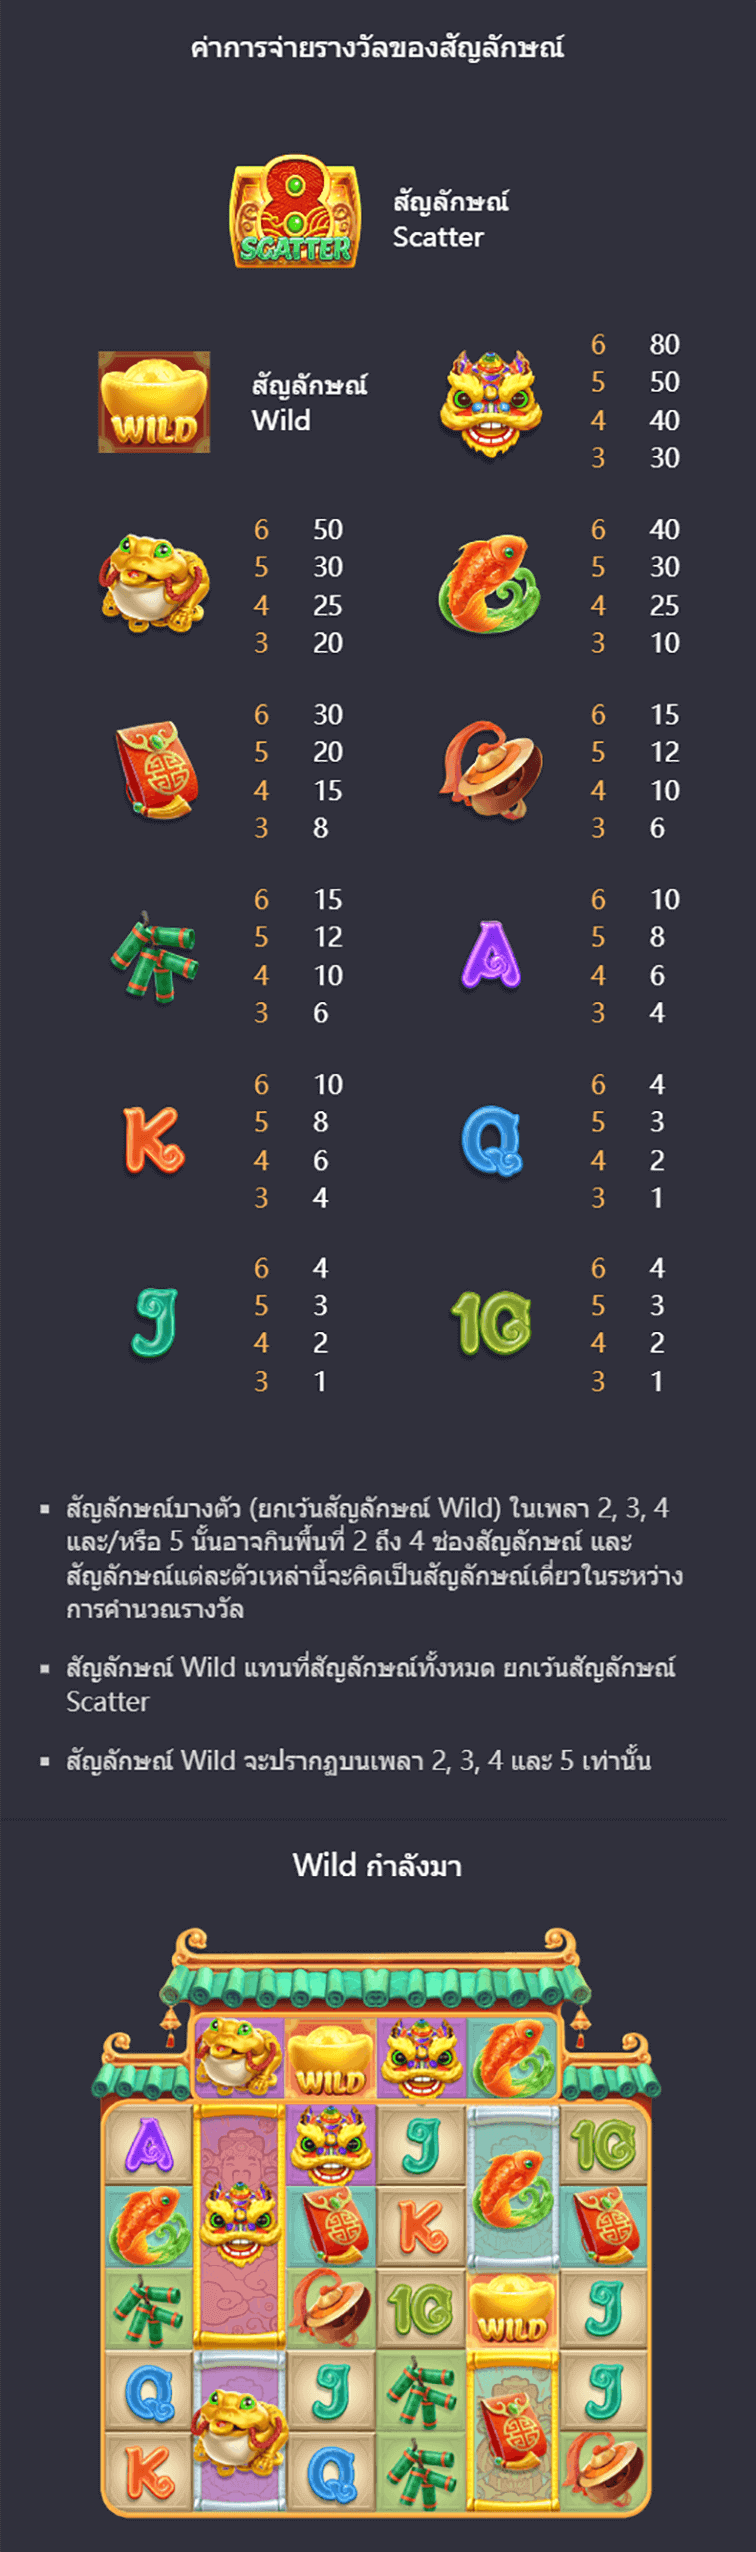 ค่าการจ่ายรางวัลของสัญลักษณ์
8
SCATTER
สัญลักษณ์
Scatter
WILD
สัญลักษณ์
Wild
6 80
5 50
4 40
3 30
6 50
5 30
4 25
3 20
6 40
5 30
4 25
3 10
6 30
5 20
4 15
3 8
6 15
5 12
4 10
3 6
6 15
5 12
4 10
3 6
A
6 10
5 8
4 6
3 4
K
6 10
5 8
4 6
3 4
Q
6 4
5 3
4 2
3 1
J
6 4
5 3
4 2
3 1
10
6 4
5 3
4 2
3 1
▪ สัญลักษณ์บางตัว (ยกเว้นสัญลักษณ์ Wild) ในเพลา 2, 3, 4
และ/หรือ 5 นั้นอาจกินพื้นที่ 2 ถึง 4 ช่องสัญลักษณ์ และ
สัญลักษณ์แต่ละตัวเหล่านี้จะคิดเป็นสัญลักษณ์เดี่ยวในระหว่าง
การคำนวณรางวัล
▪ สัญลักษณ์ Wild แทนที่สัญลักษณ์ทั้งหมด ยกเว้นสัญลักษณ์
Scatter
▪ สัญลักษณ์ Wild จะปรากฏบนเพลา 2, 3, 4 และ 5 เท่านั้น
Wild กำลังมา
WILD
A J 10
K
10 WILD J
Q J J
K Q